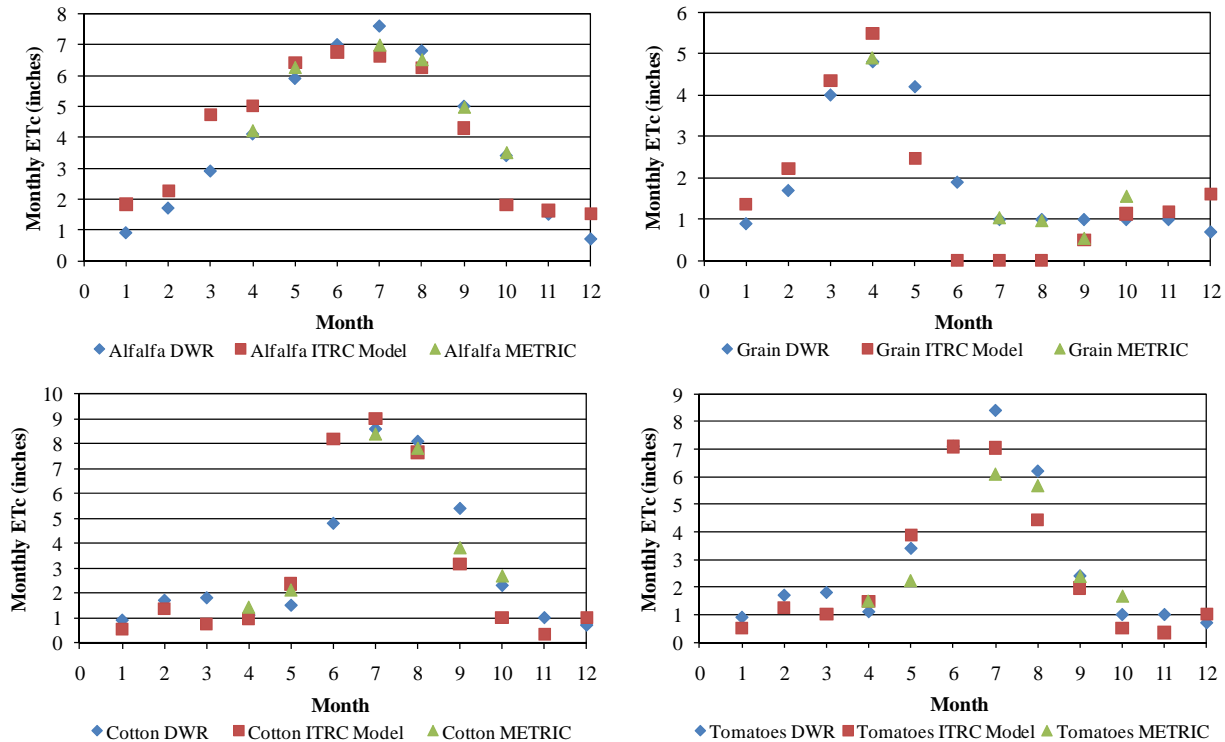 8
7
6
5
4
3
2
1
0
Monthly ETc (inches)
0 1 2 3 4 5 6 7 8 9 10 11 12
Month
Alfalfa DWR Alfalfa ITRC Model Alfalfa METRIC
6
5
4
3
2
1
0
Monthly ETc (inches)
0 1 2 3 4 5 6 7 8 9 10 11 12
Month
Grain DWR Grain ITRC Model Grain METRIC
10
9
8
7
6
5
4
3
2
1
0
Monthly ETc (inches)
0 1 2 3 4 5 6 7 8 9 10 11 12
Month
Cotton DWR Cotton ITRC Model Cotton METRIC
9
8
7
6
5
4
3
2
1
0
Monthly ETc (inches)
0 1 2 3 4 5 6 7 8 9 10 11 12
Month
Tomatoes DWR Tomatoes ITRC Model Tomatoes METRIC